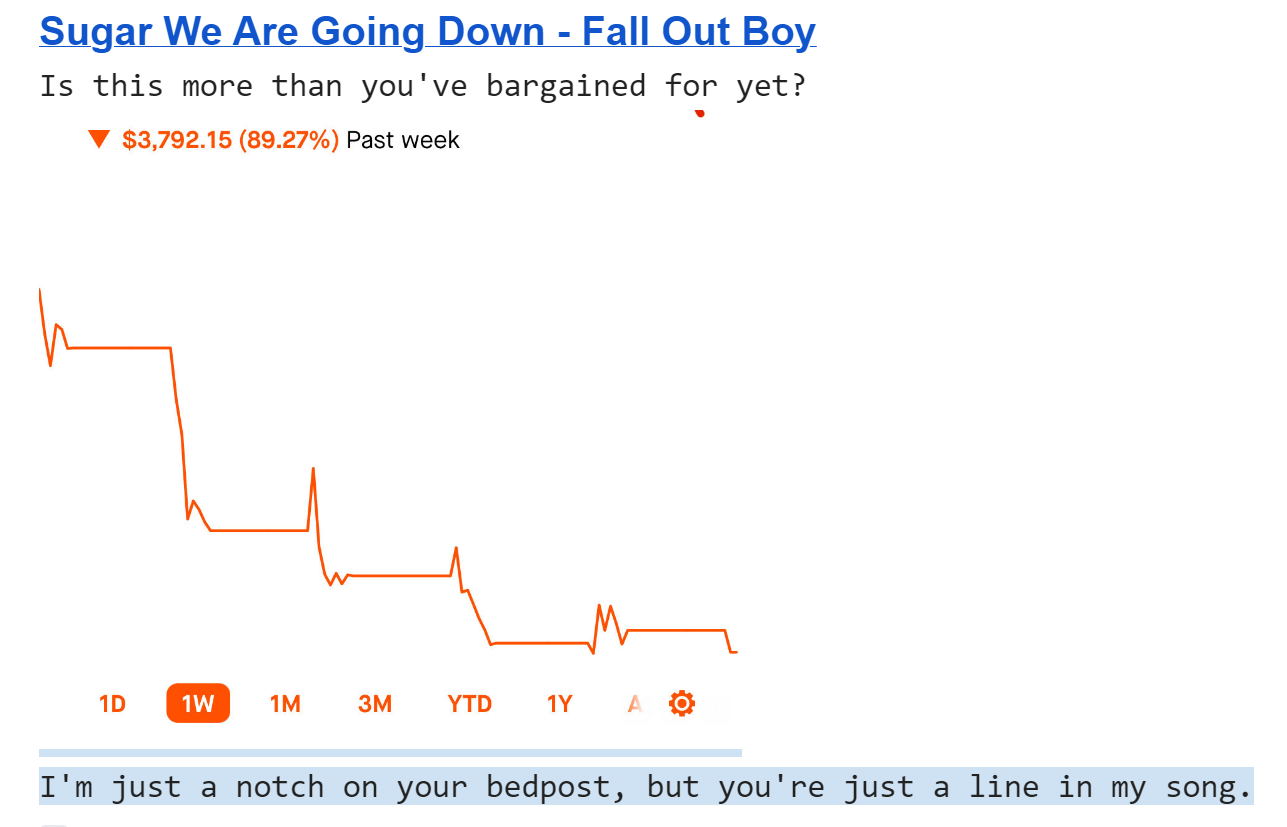 Sugar We Are Going Down - Fall Out Boy
Is this more than you've bargained for yet?
▼ $3,792.15 (89.27%) Past week
1D 1W 1M 3M YTD 1Y A
I'm just a notch on your bedpost, but you're just a line in my song.